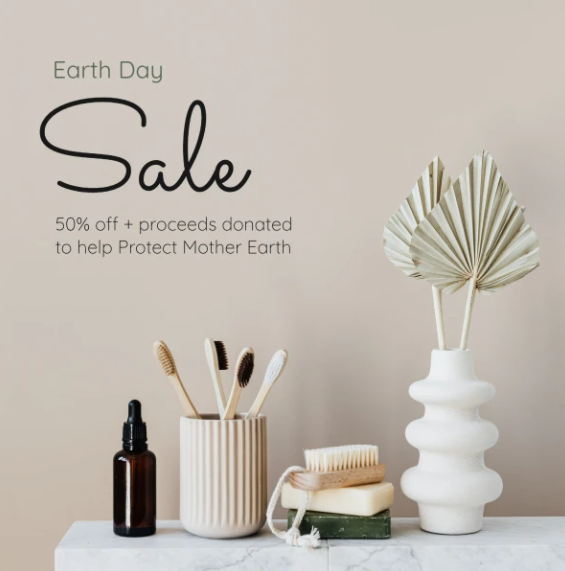 Earth Day
Sale
50% off + proceeds donated
to help Protect Mother Earth